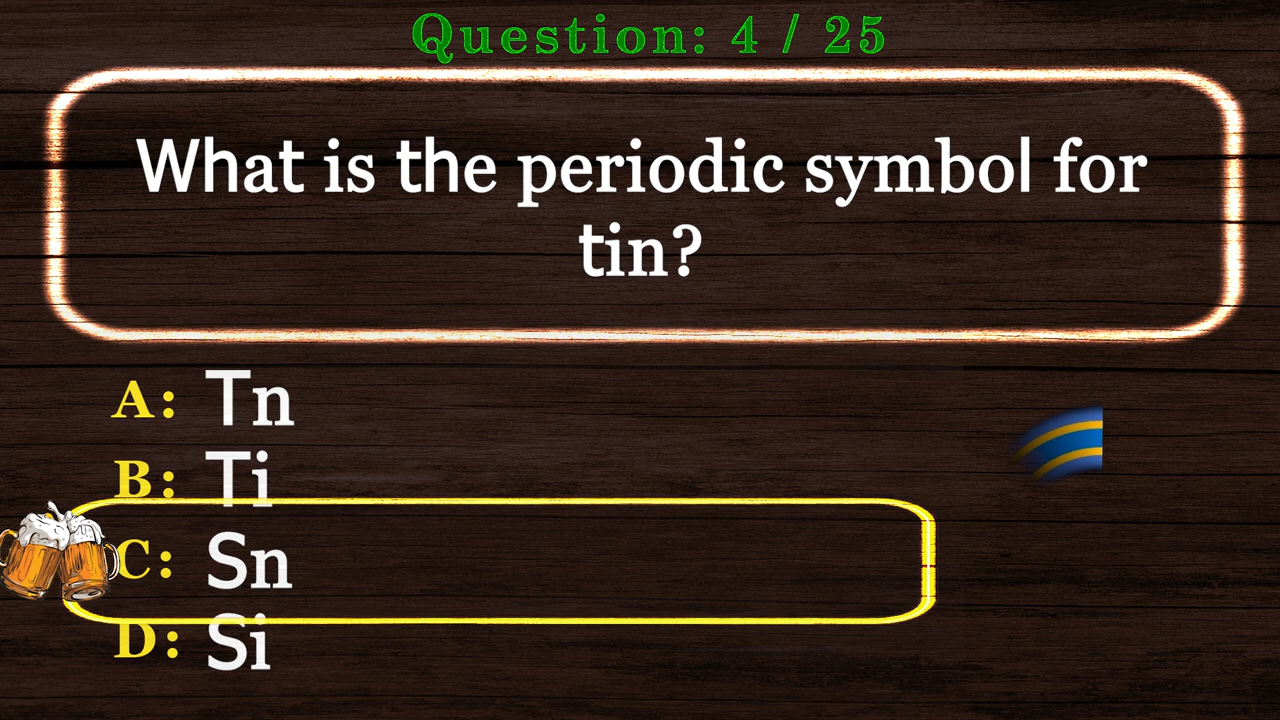 Question: 4 / 25
What is the periodic symbol for
tin?
A: Tn
B: Ti
C: Sn
D: Si